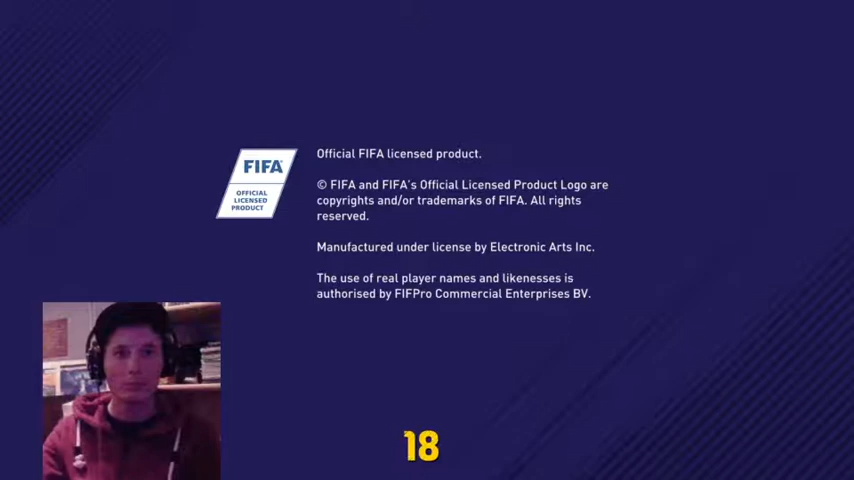 FIFA
OFFICIAL
LICENSED
PRODUCT
Official FIFA licensed product.
© FIFA and FIFA's Official Licensed Product Logo are
copyrights and/or trademarks of FIFA. All rights
reserved.
Manufactured under license by Electronic Arts Inc.
The use of real player names and likenesses is
authorised by FIFPro Commercial Enterprises BV.
18